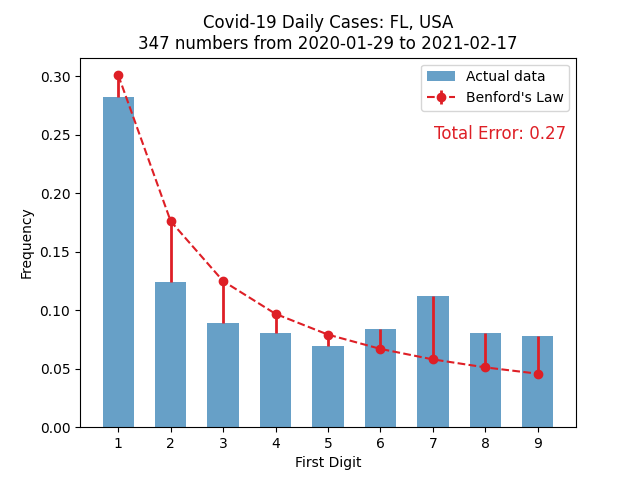 Covid-19 Daily Cases: FL, USA
347 numbers from 2020-01-29 to 2021-02-17
Actual data
Benford's Law
Total Error: 0.27
Frequency
0.30
0.25
0.20
0.15
0.10
0.05
0.00
1 2 3 4 5 6 7 8 9
First Digit